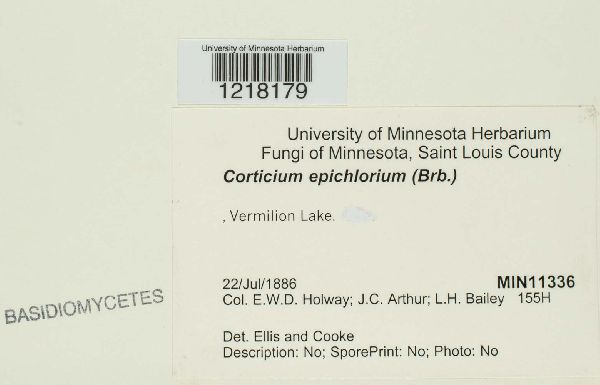 University of Minnesota Herbarium
1218179
University of Minnesota Herbarium
Fungi of Minnesota, Saint Louis County
Corticium epichlorium (Brb.)
, Vermilion Lake.
22/Jul/1886 MIN11336
Col. E.W.D. Holway; J.C. Arthur; L.H. Bailey 155H
Det. Ellis and Cooke
Description: No; SporePrint: No; Photo: No
BASIDIOMYCETES